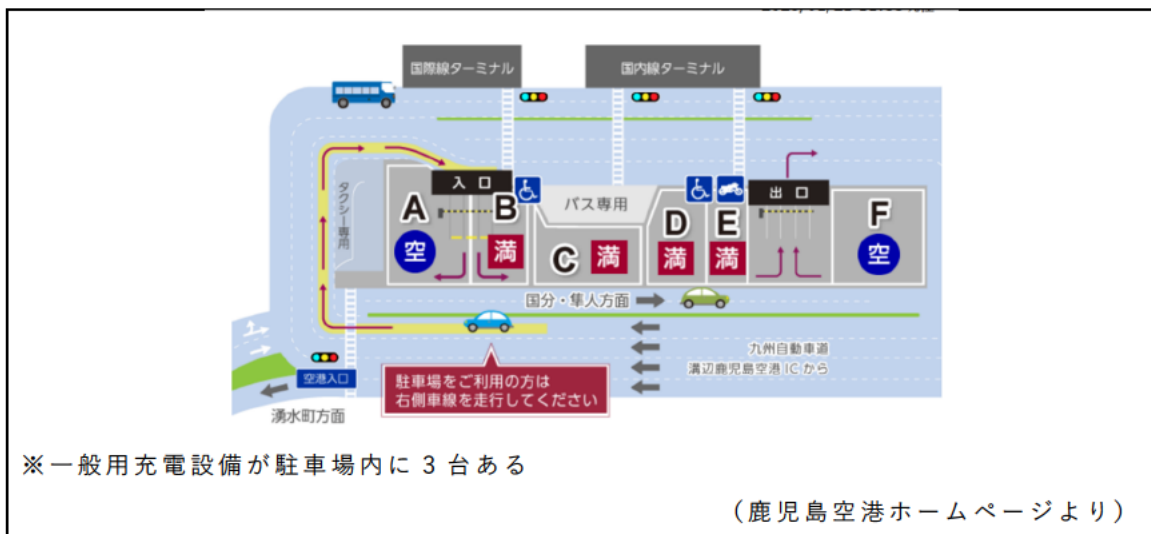 国際線ターミナル
国内線ターミナル
タクシー専用
入口
出口
バス専用
A
空
B
満
C
満
D
満
E
満
F
空
国分・隼人方面
九州自動車道
溝辺鹿児島空港ICから
駐車場をご利用の方は
右側車線を走行してください
空港入口
湧水町方面
※一般用充電設備が駐車場内に3台ある
(鹿児島空港ホームページより)